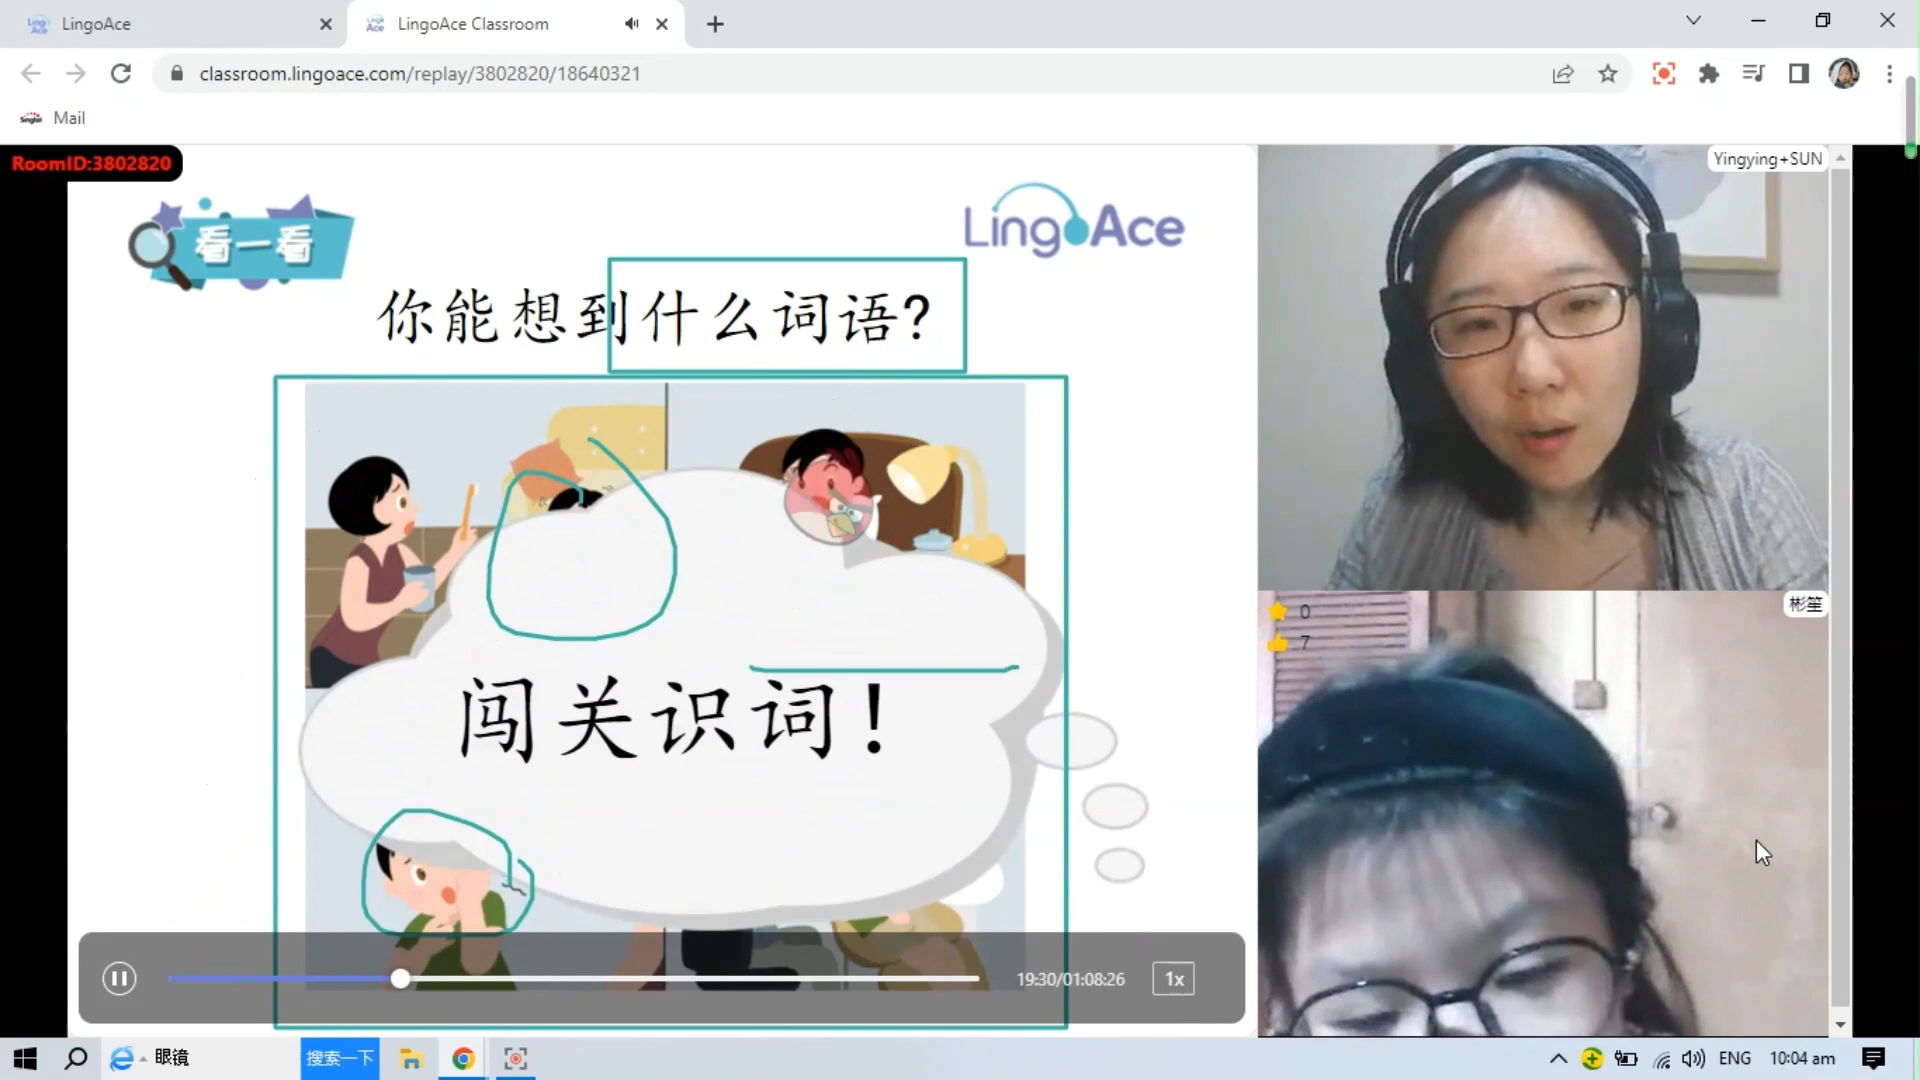 LingoAce
LingoAce Classroom
classroom.lingoace.com/replay/3802820/18640321
Singtel Mail
RoomID:3802820
看一看
LingoAce
你能想到什么词语?
闯关识词!
19:30/01:08:26
1x
Yingying+SUN
彬笙
0
7
眼镜
搜索一下
ENG
10:04 am